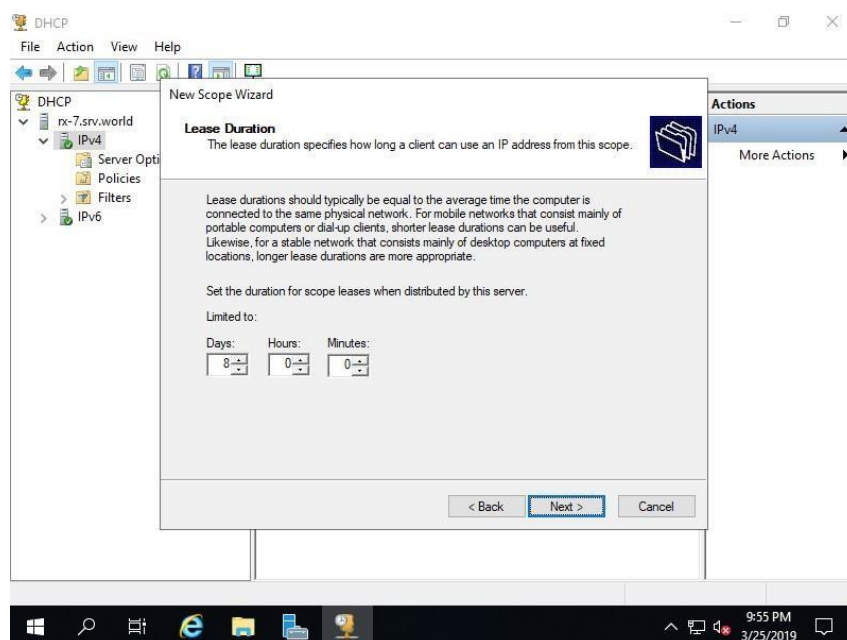 DHCP
File Action View Help
DHCP
rx-7.srv.world
IPv4
Server Opti
Policies
Filters
IPv6
New Scope Wizard
Lease Duration
The lease duration specifies how long a client can use an IP address from this scope.
Lease durations should typically be equal to the average time the computer is
connected to the same physical network. For mobile networks that consist mainly of
portable computers or dial-up clients, shorter lease durations can be useful.
Likewise, for a stable network that consists mainly of desktop computers at fixed
locations, longer lease durations are more appropriate.
Set the duration for scope leases when distributed by this server.
Limited to:
Days: Hours: Minutes:
8 0 0
< Back Next > Cancel
Actions
IPv4
More Actions
9:55 PM
3/25/2019